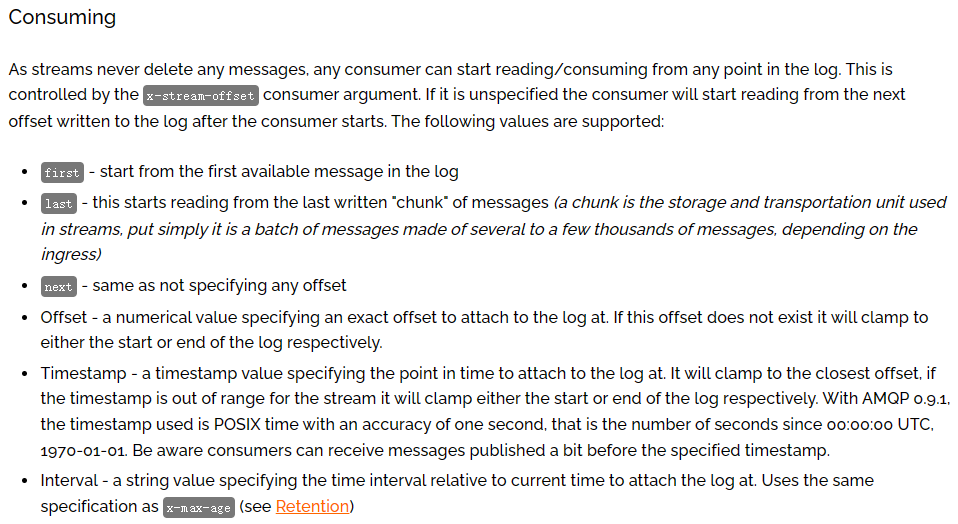 Consuming
As streams never delete any messages, any consumer can start reading/consuming from any point in the log. This is
controlled by the x-stream-offset consumer argument. If it is unspecified the consumer will start reading from the next
offset written to the log after the consumer starts. The following values are supported:
• first - start from the first available message in the log
• last - this starts reading from the last written "chunk" of messages (a chunk is the storage and transportation unit used
in streams, put simply it is a batch of messages made of several to a few thousands of messages, depending on the
ingress)
• next - same as not specifying any offset
• Offset - a numerical value specifying an exact offset to attach to the log at. If this offset does not exist it will clamp to
either the start or end of the log respectively.
• Timestamp - a timestamp value specifying the point in time to attach to the log at. It will clamp to the closest offset, if
the timestamp is out of range for the stream it will clamp either the start or end of the log respectively. With AMQP 0.9.1,
the timestamp used is POSIX time with an accuracy of one second, that is the number of seconds since 00:00:00 UTC,
1970-01-01. Be aware consumers can receive messages published a bit before the specified timestamp.
• Interval - a string value specifying the time interval relative to current time to attach the log at. Uses the same
specification as x-max-age (see Retention)